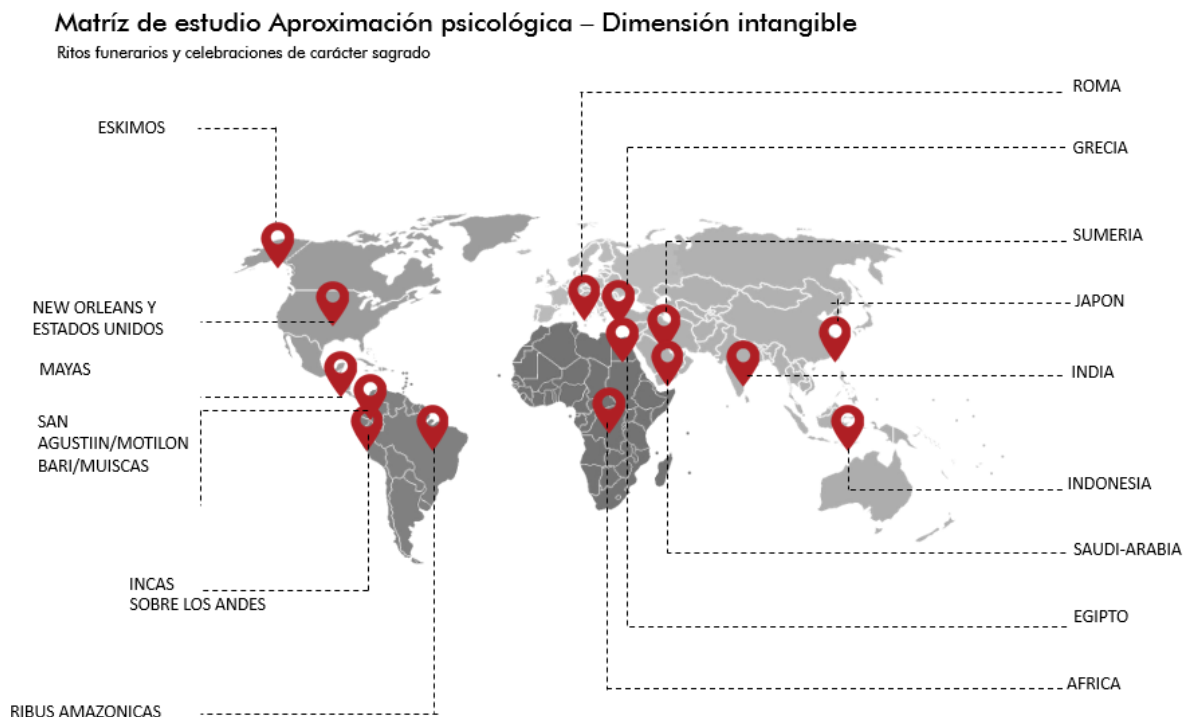 Matríz de estudio Aproximación psicológica – Dimensión intangible
Ritos funerarios y celebraciones de carácter sagrado
ROMA
ESKIMOS
GRECIA
SUMERIA
NEW ORLEANS Y
ESTADOS UNIDOS
JAPON
MAYAS
INDIA
SAN
AGUSTIIN/MOTILON
BARI/MUISCAS
INDONESIA
SAUDI-ARABIA
INCAS
SOBRE LOS ANDES
EGIPTO
AFRICA
RIBUS AMAZONICAS